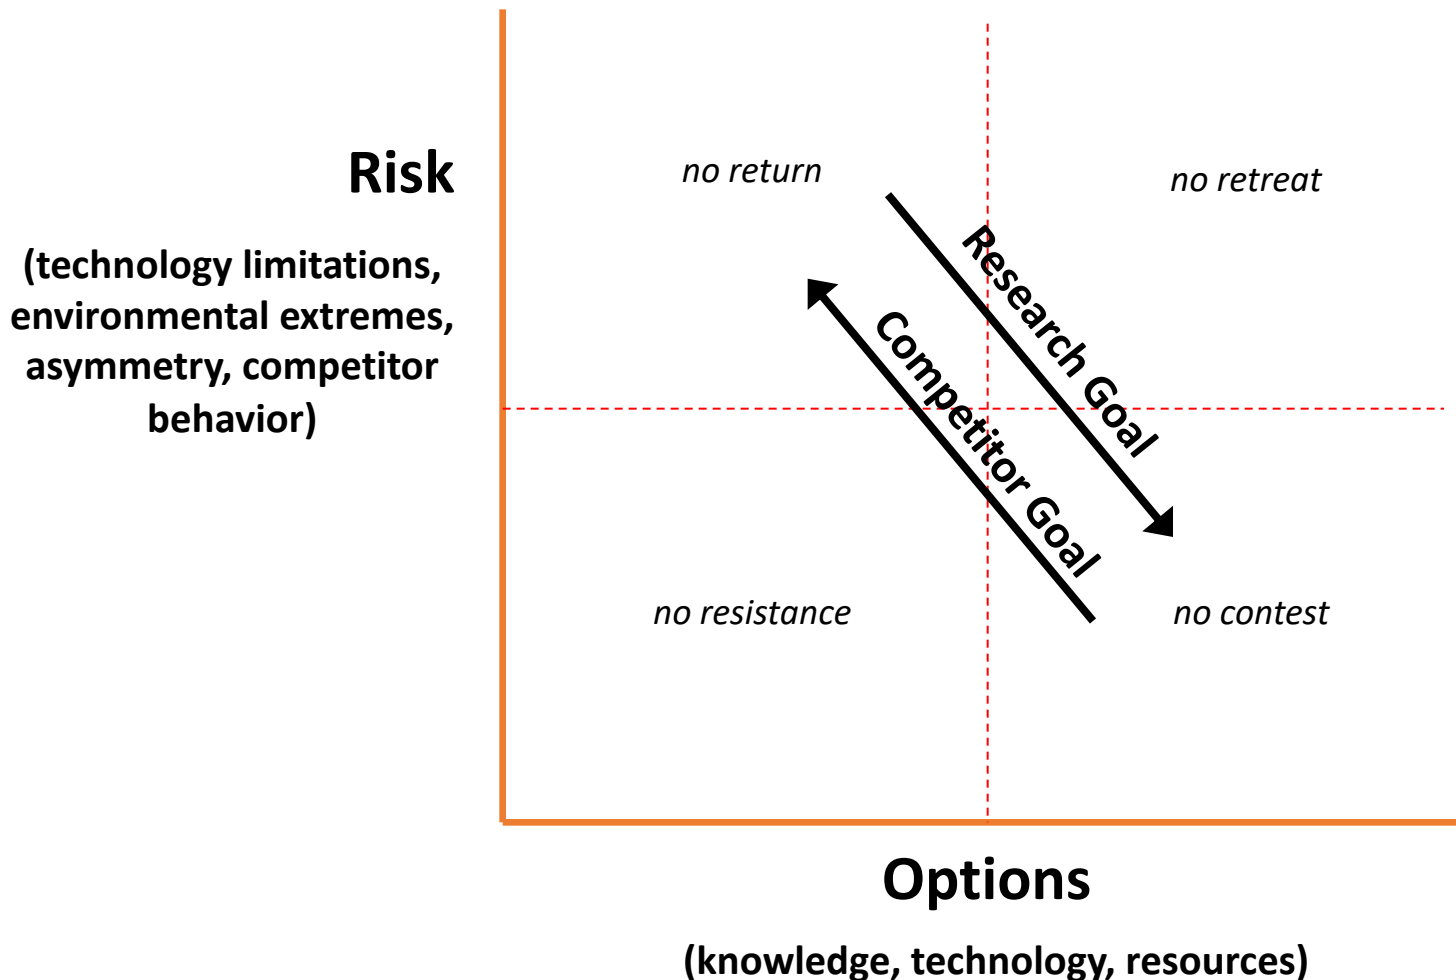 Risk
(technology limitations,
environmental extremes,
asymmetry, competitor
behavior)
no return
no retreat
Research Goal
Competitor Goal
no resistance
no contest
Options
(knowledge, technology, resources)